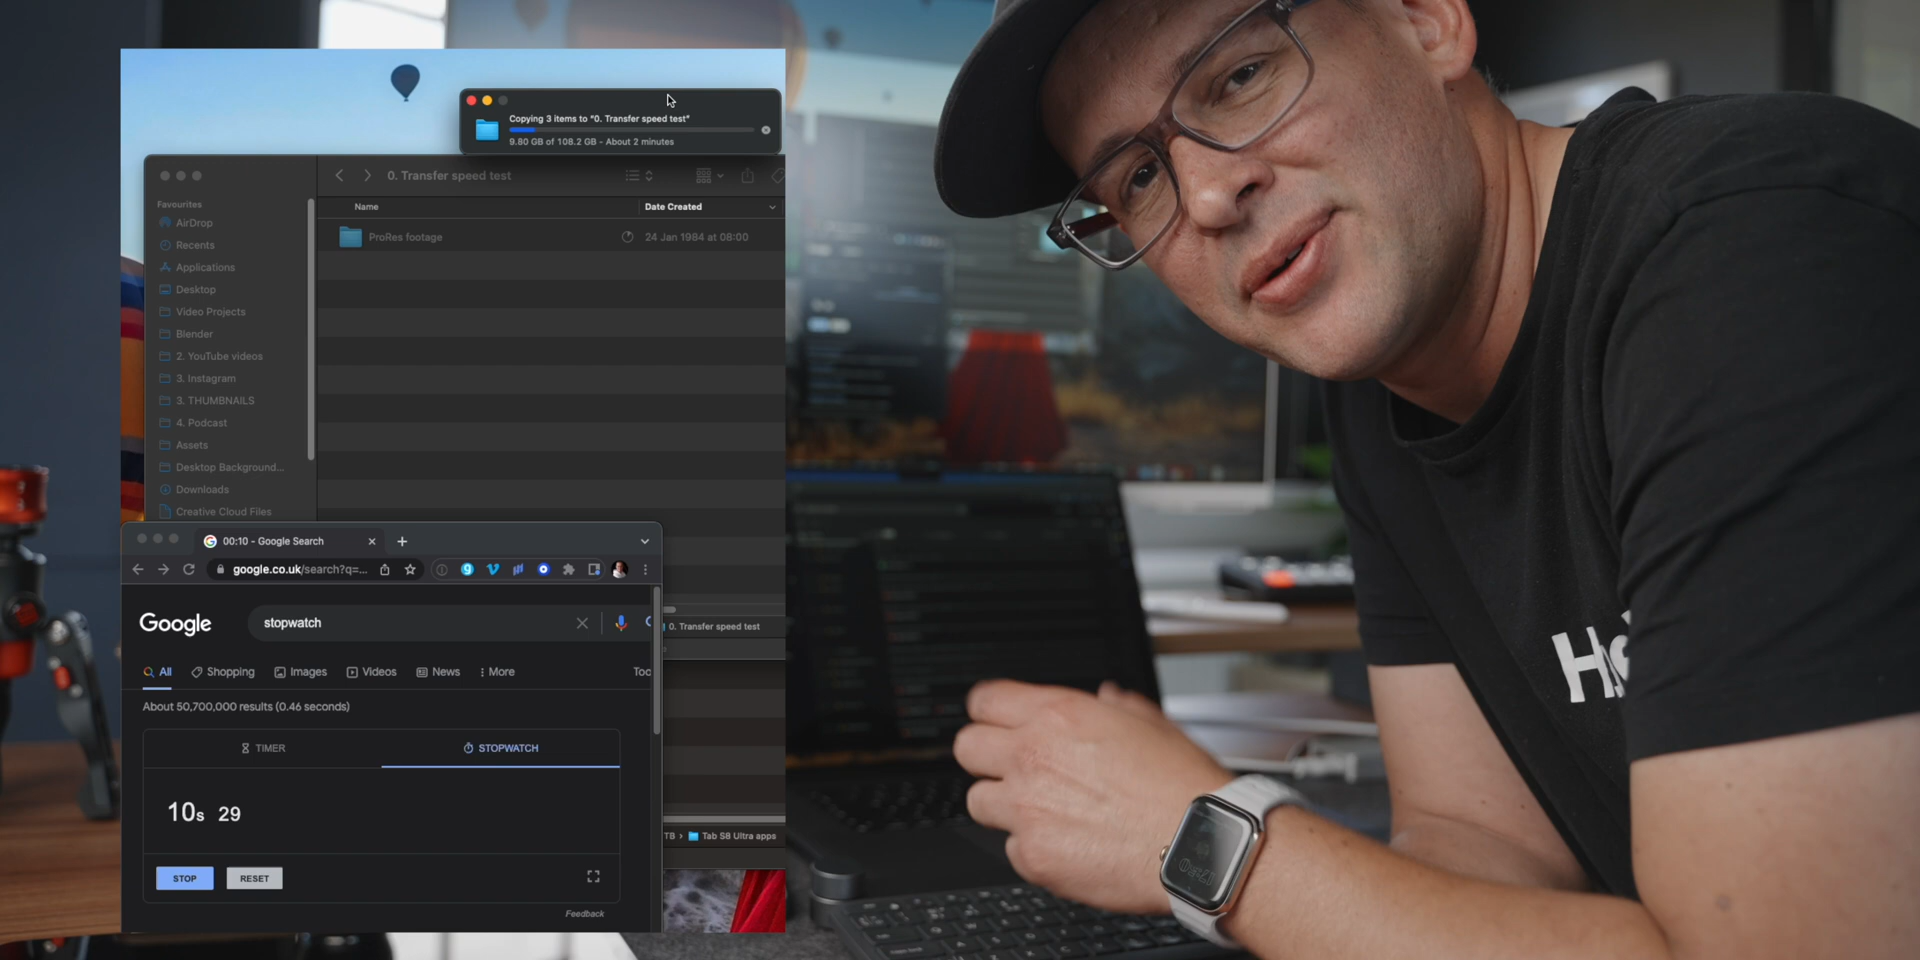 Copying 3 items to "0. Transfer speed test"
9.80 GB of 108.2 GB - About 2 minutes
0. Transfer speed test
Favourites
AirDrop
Recents
Applications
Desktop
Video Projects
Blender
2. YouTube videos
3. Instagram
3. THUMBNAILS
4. Podcast
Assets
Desktop Background...
Downloads
Creative Cloud Files
Name
Date Created
ProRes footage
24 Jan 1984 at 08:00
00:10 - Google Search
google.co.uk/search?q=...
Google
stopwatch
0. Transfer speed test
All
Shopping
Images
Videos
News
More
Too
About 50,700,000 results (0.46 seconds)
TIMER
STOPWATCH
10s 29
TB › Tab S8 Ultra apps
STOP
RESET
Feedback